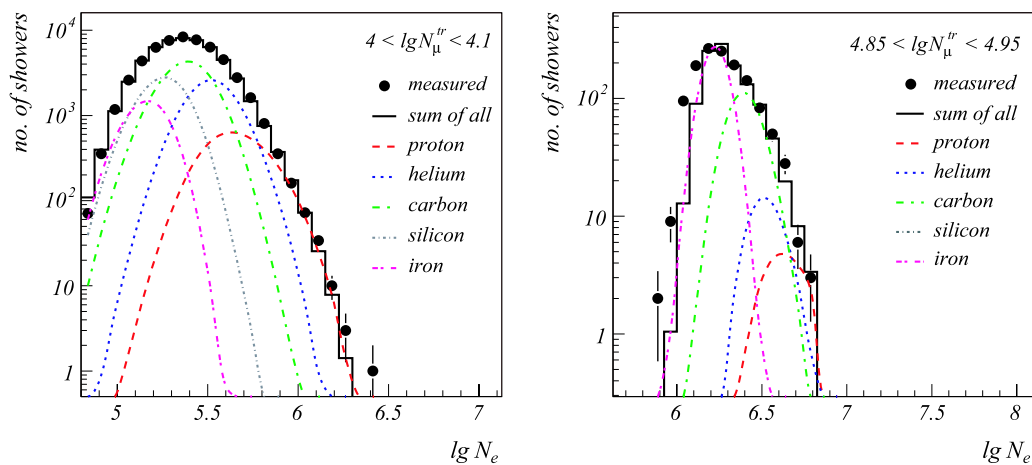 no. of showers
10^4
10^3
10^2
10
1
4 < lgN_μ^tr < 4.1
measured
sum of all
proton
helium
carbon
silicon
iron
5
5.5
6
6.5
7
lg N_e
no. of showers
10^2
10
1
4.85 < lgN_μ^tr < 4.95
measured
sum of all
proton
helium
carbon
silicon
iron
6
6.5
7
7.5
8
lg N_e